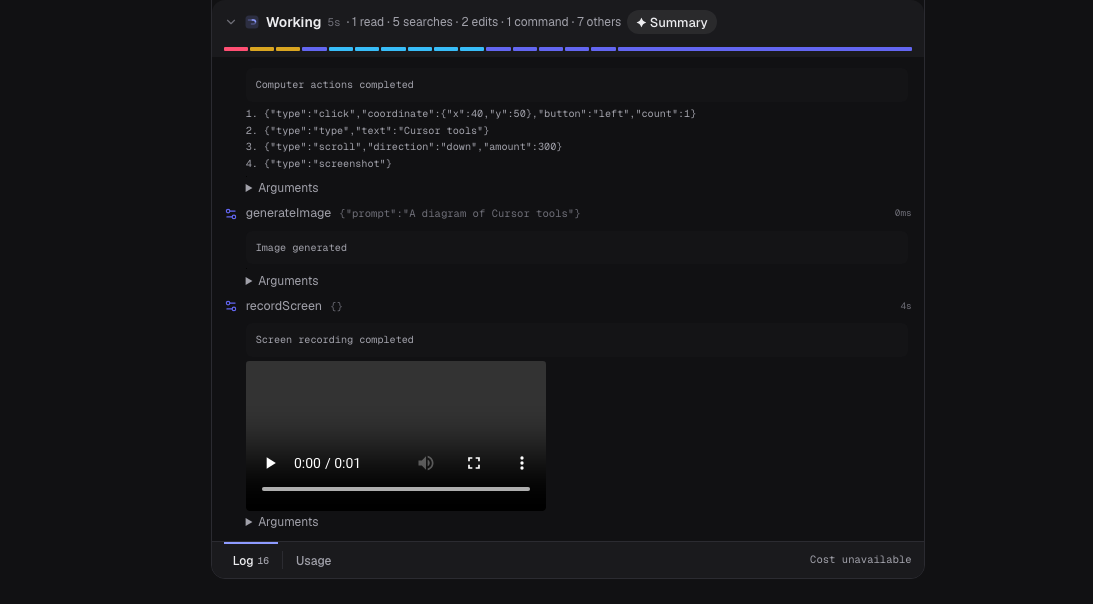 Working 5s · 1 read · 5 searches · 2 edits · 1 command · 7 others Summary
Computer actions completed
1. {"type":"click","coordinate":{"x":40,"y":50},"button":"left","count":1}
2. {"type":"type","text":"Cursor tools"}
3. {"type":"scroll","direction":"down","amount":300}
4. {"type":"screenshot"}
Arguments
generateImage {"prompt":"A diagram of Cursor tools"} 0ms
Image generated
Arguments
recordScreen {} 4s
Screen recording completed
0:00 / 0:01
Arguments
Log 16 Usage Cost unavailable